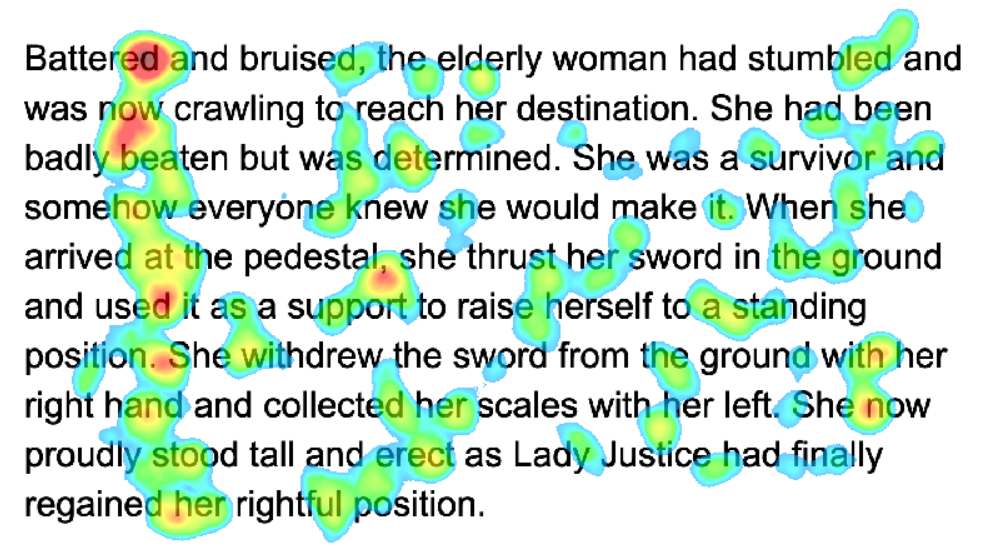 Battered and bruised, the elderly woman had stumbled and
was now crawling to reach her destination. She had been
badly beaten but was determined. She was a survivor and
somehow everyone knew she would make it. When she
arrived at the pedestal, she thrust her sword in the ground
and used it as a support to raise herself to a standing
position. She withdrew the sword from the ground with her
right hand and collected her scales with her left. She now
proudly stood tall and erect as Lady Justice had finally
regained her rightful position.